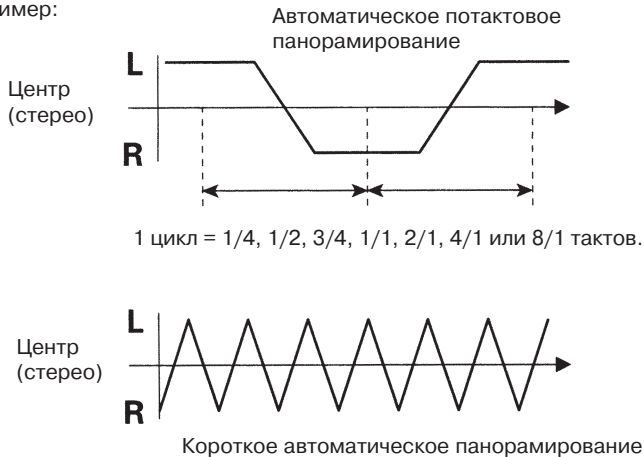 имер:
Автоматическое потактовое
панорамирование
L
Центр
(стерео)
R
1 цикл = 1/4, 1/2, 3/4, 1/1, 2/1, 4/1 или 8/1 тактов.
L
Центр
(стерео)
R
Короткое автоматическое панорамирование